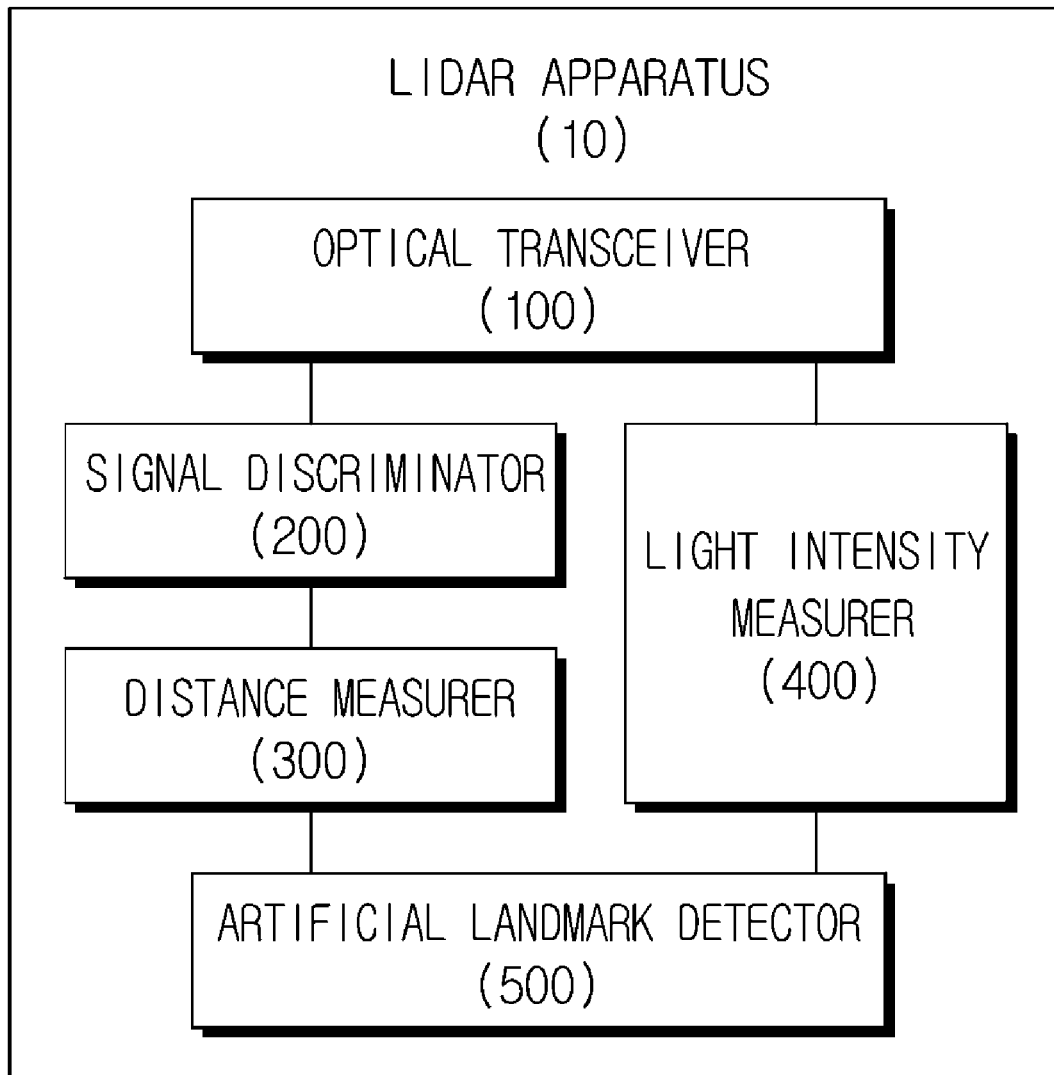 LIDAR APPARATUS
(10)
OPTICAL TRANSCEIVER
(100)
SIGNAL DISCRIMINATOR
(200)
DISTANCE MEASURER
(300)
LIGHT INTENSITY
MEASURER
(400)
ARTIFICIAL LANDMARK DETECTOR
(500)